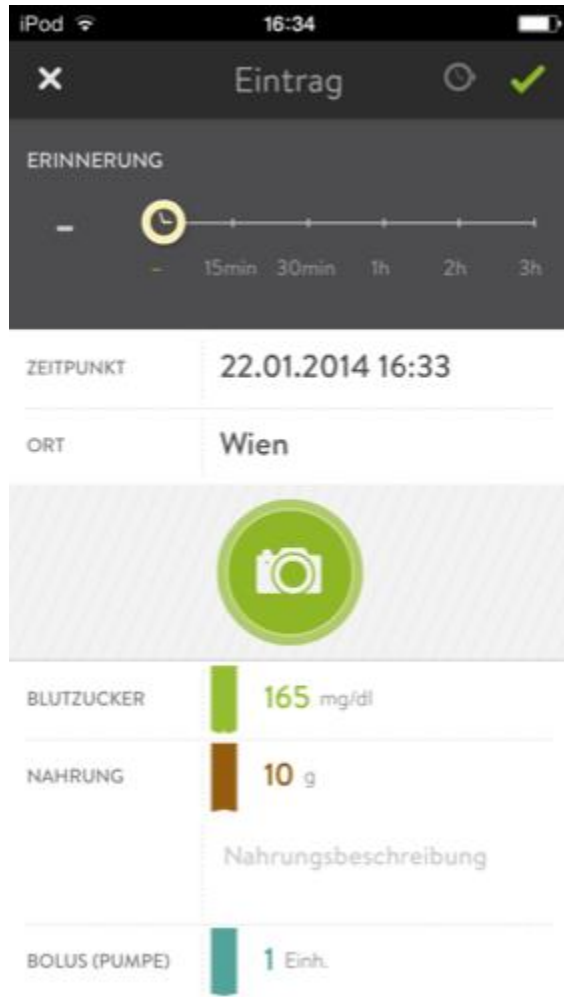 iPod 16:34
Eintrag
ERINNERUNG
-
- 15min 30min 1h 2h 3h
ZEITPUNKT 22.01.2014 16:33
ORT Wien
BLUTZUCKER 165 mg/dl
NAHRUNG 10 g
Nahrungsbeschreibung
BOLUS (PUMPE) 1 Einh.